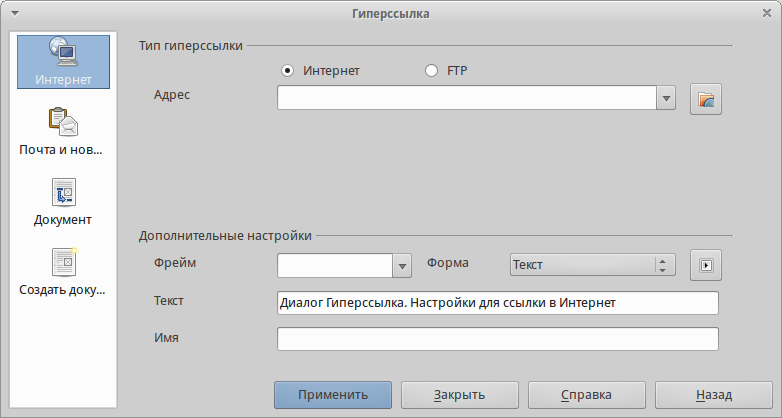 Гиперссылка
Интернет
Почта и нов...
Документ
Создать доку...
Тип гиперссылки
Интернет FTP
Адрес
Дополнительные настройки
Фрейм Форма Текст
Текст Диалог Гиперссылка. Настройки для ссылки в Интернет
Имя
Применить Закрыть Справка Назад